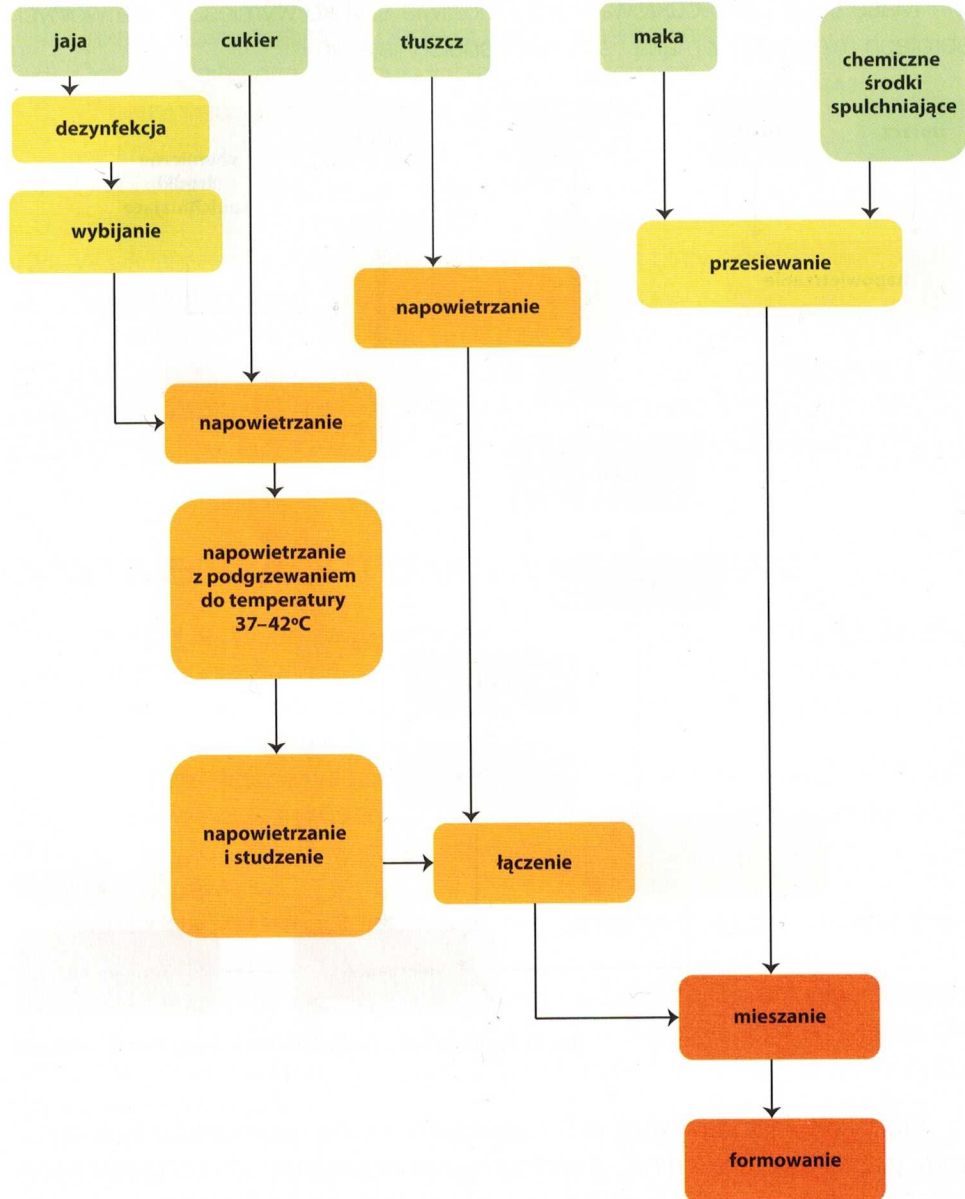 jaja
cukier
tłuszcz
mąka
chemiczne
środki
spulchniające
dezynfekcja
wybijanie
przesiewanie
napowietrzanie
napowietrzanie
napowietrzanie
z podgrzewaniem
do temperatury
37–42ºC
napowietrzanie
i studzenie
łączenie
mieszanie
formowanie